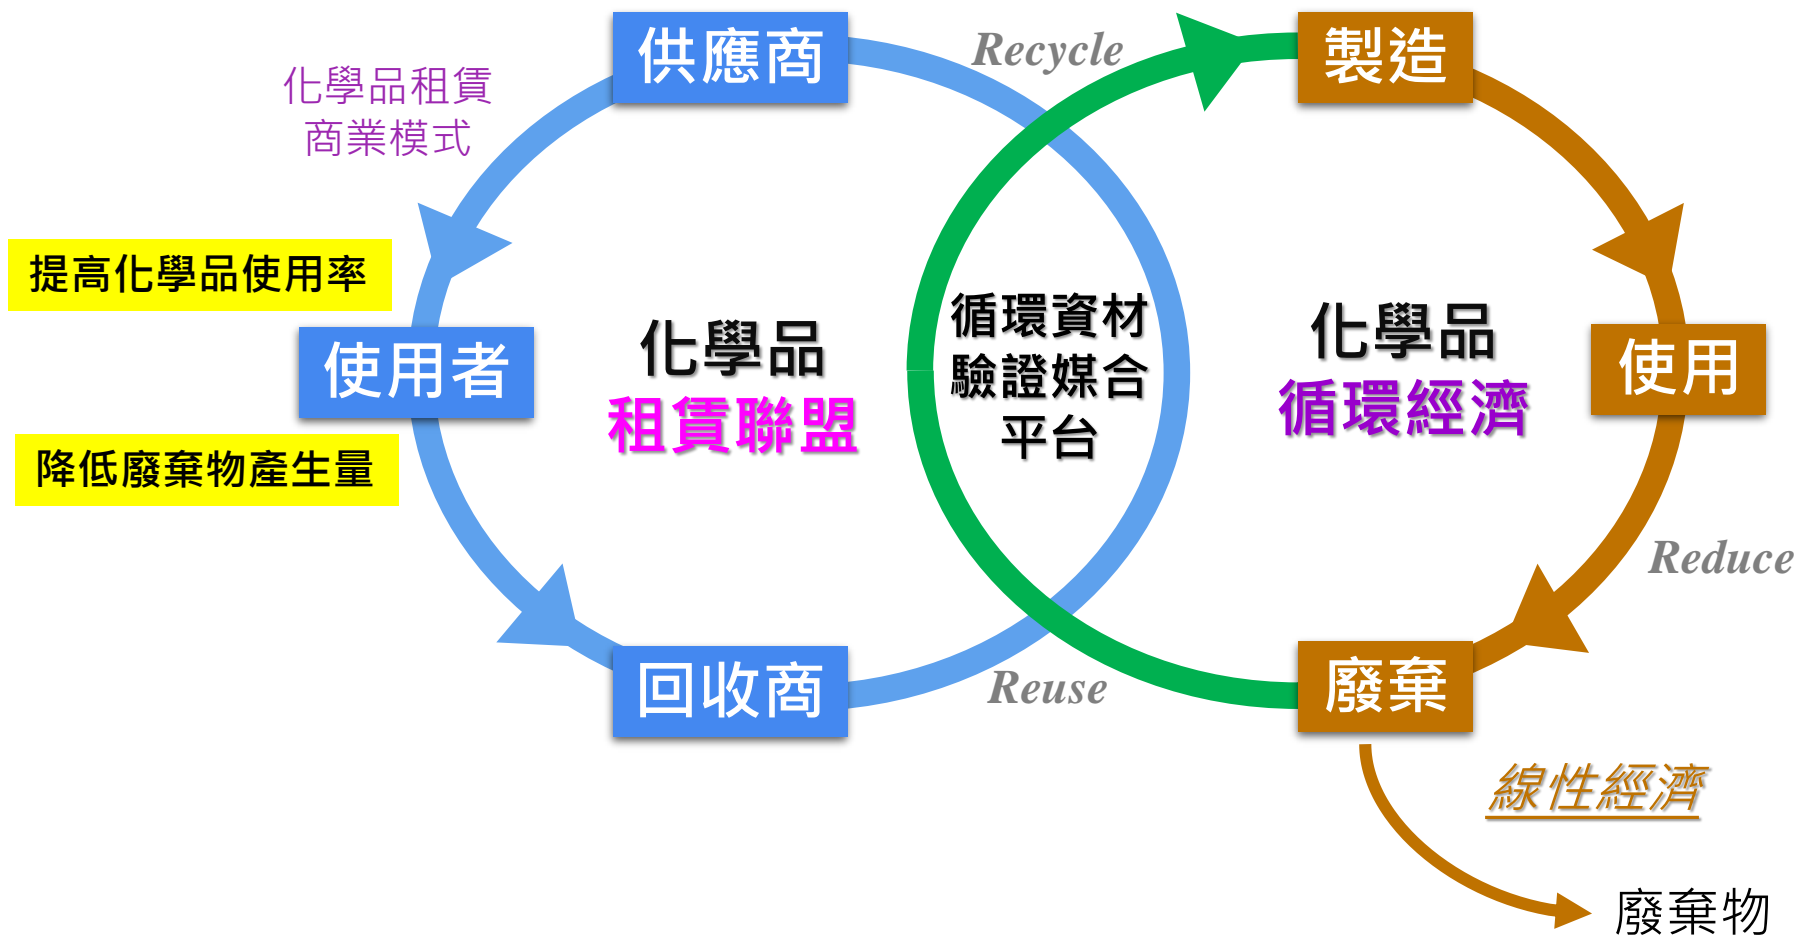 供應商
Recycle
製造
化學品租賃
商業模式
提高化學品使用率
使用者
降低廢棄物產生量
化學品
租賃聯盟
循環資材
驗證媒合
平台
化學品
循環經濟
使用
Reduce
回收商
Reuse
廢棄
線性經濟
廢棄物